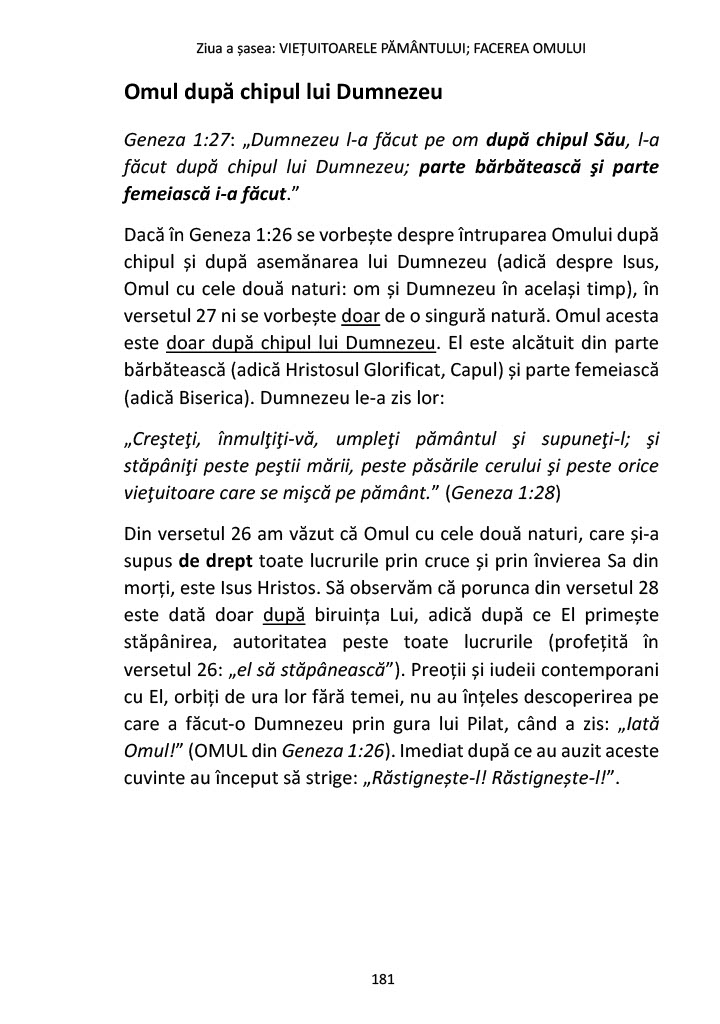 Ziua a șasea: VIEȚUITOARELE PĂMÂNTULUI; FACEREA OMULUI
Omul după chipul lui Dumnezeu
Geneza 1:27: „Dumnezeu l-a făcut pe om după chipul Său, l-a
făcut după chipul lui Dumnezeu; parte bărbătească şi parte
femeiască i-a făcut.”
Dacă în Geneza 1:26 se vorbește despre întruparea Omului după
chipul și după asemănarea lui Dumnezeu (adică despre Isus,
Omul cu cele două naturi: om și Dumnezeu în același timp), în
versetul 27 ni se vorbește doar de o singură natură. Omul acesta
este doar după chipul lui Dumnezeu. El este alcătuit din parte
bărbătească (adică Hristosul Glorificat, Capul) și parte femeiască
(adică Biserica). Dumnezeu le-a zis lor:
„Creşteţi, înmulţiţi-vă, umpleţi pământul şi supuneţi-l; şi
stăpâniţi peste peştii mării, peste păsările cerului şi peste orice
vieţuitoare care se mişcă pe pământ.” (Geneza 1:28)
Din versetul 26 am văzut că Omul cu cele două naturi, care și-a
supus de drept toate lucrurile prin cruce și prin învierea Sa din
morți, este Isus Hristos. Să observăm că porunca din versetul 28
este dată doar după biruința Lui, adică după ce El primește
stăpânirea, autoritatea peste toate lucrurile (profețită în
versetul 26: „el să stăpânească”). Preoții și iudeii contemporani
cu El, orbiți de ura lor fără temei, nu au înțeles descoperirea pe
care a făcut-o Dumnezeu prin gura lui Pilat, când a zis: „Iată
Omul!” (OMUL din Geneza 1:26). Imediat după ce au auzit aceste
cuvinte au început să strige: „Răstignește-l! Răstignește-l!”.
181